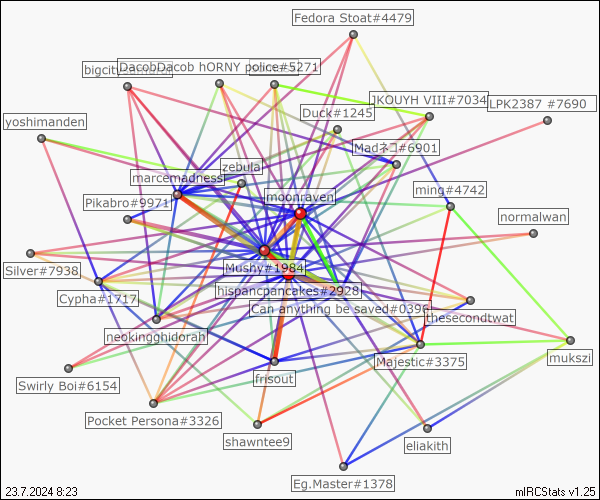 Fedora Stoat#4479
DacobDacob hORNY police#5271
bigcity
LPK2387 #7690
KOUYH VIII#7034
Duck#1245
yoshimanden
Madネコ#6901
zebula
marcemadness
ming#4742
moonraven
Pikabro#9971
normalwan
Mushy#1984
Silver#7938
hispancpancakes#2928
Cypha#1717
Can anything be saved#0396
thesecondtwat
neokingghidorah
mukszi
Majestic#3375
frisout
Swirly Boi#6154
Pocket Persona#3326
shawntee9
eliakith
Eg.Master#1378
23.7.2024 8:23
mIRCStats v1.25